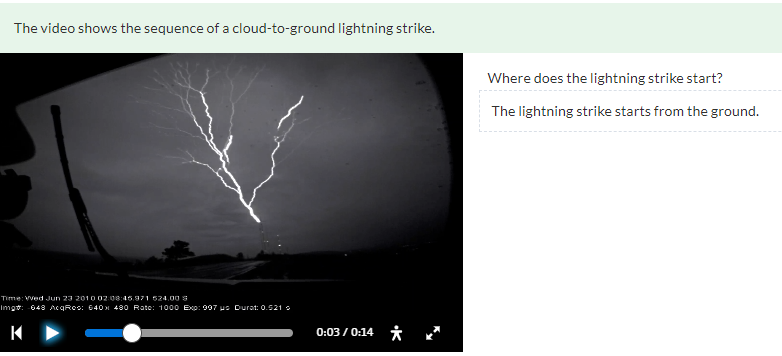 The video shows the sequence of a cloud-to-ground lightning strike.
Where does the lightning strike start?
The lightning strike starts from the ground.
Time: Wed Jun 23 2010 02:08:45.971 524.00 S
Img#: -648 AcqRes: 640 x 480 Rate: 1000 Exp: 997 µs Durat: 0.521 s
0:03 / 0:14